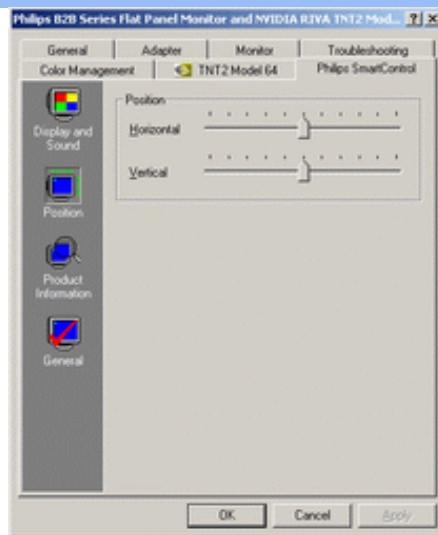 Philips B2B Series Flat Panel Monitor and NVIDIA RIVA TNT2 Mod...
General Adapter Monitor Troubleshooting
Color Management TNT2 Model 64 Philips SmartControl
Display and
Sound
Position
Product
Information
General
Position
Horizontal
Vertical
OK Cancel Apply